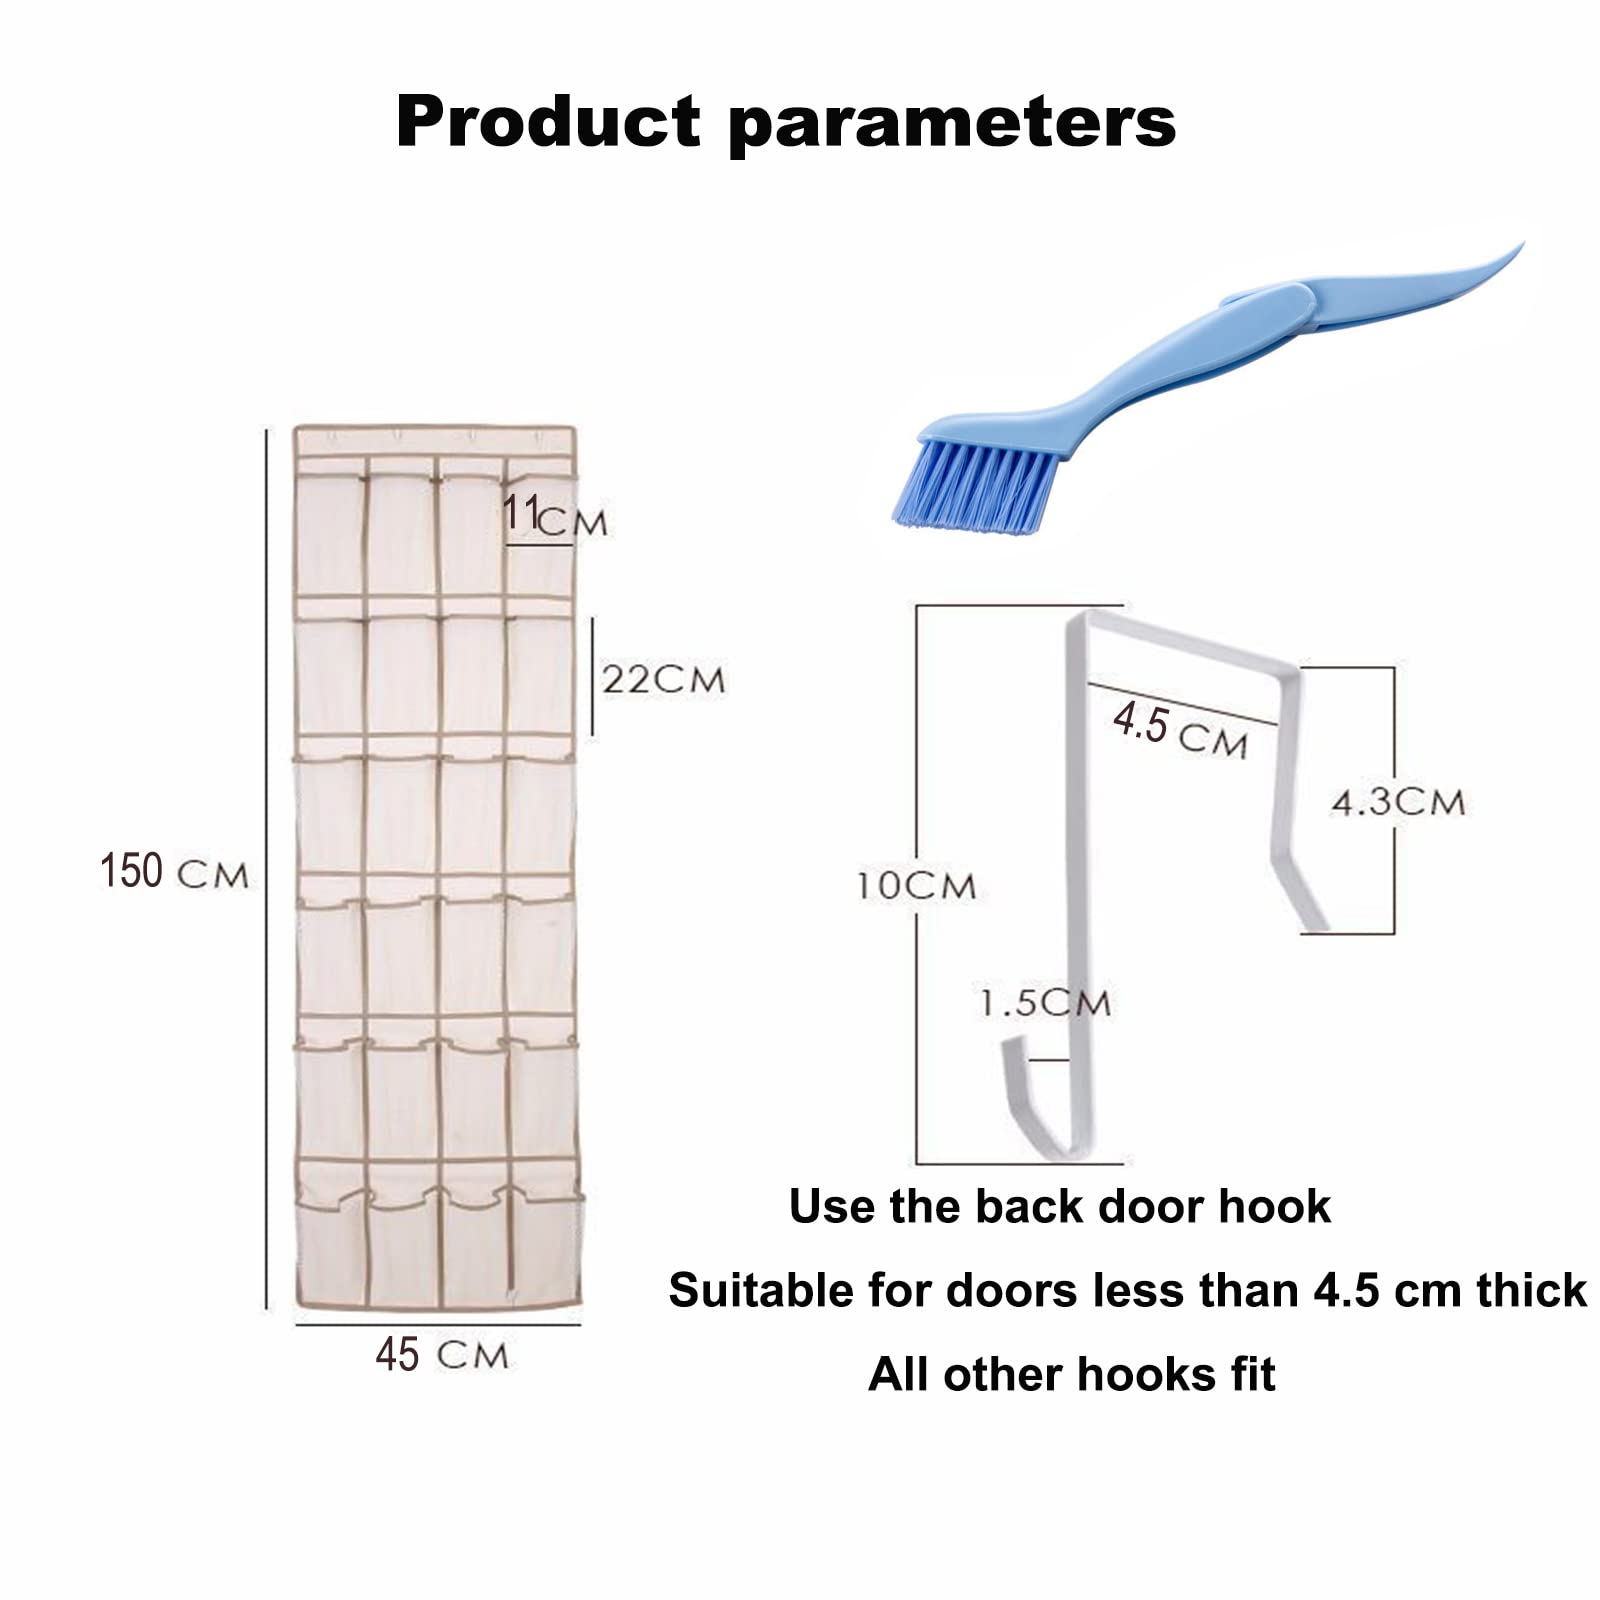 Product parameters
11CM
22CM
150 CM
45 CM
4.5 CM
4.3CM
10CM
1.5CM
Use the back door hook
Suitable for doors less than 4.5 cm thick
All other hooks fit